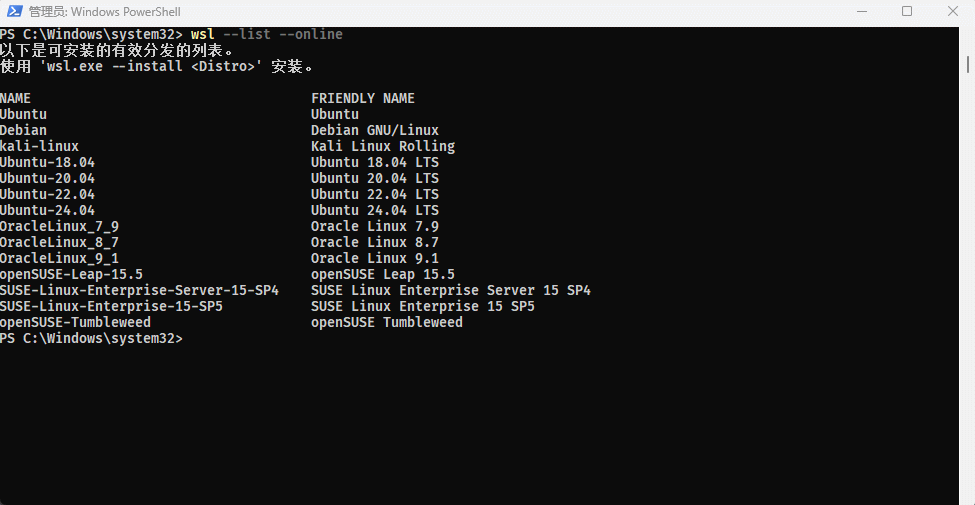 管理员: Windows PowerShell
PS C:\Windows\system32> wsl --list --online
以下是可安装的有效分发的列表。
使用 'wsl.exe --install <Distro>' 安装。
NAME FRIENDLY NAME
Ubuntu Ubuntu
Debian Debian GNU/Linux
kali-linux Kali Linux Rolling
Ubuntu-18.04 Ubuntu 18.04 LTS
Ubuntu-20.04 Ubuntu 20.04 LTS
Ubuntu-22.04 Ubuntu 22.04 LTS
Ubuntu-24.04 Ubuntu 24.04 LTS
OracleLinux_7_9 Oracle Linux 7.9
OracleLinux_8_7 Oracle Linux 8.7
OracleLinux_9_1 Oracle Linux 9.1
openSUSE-Leap-15.5 openSUSE Leap 15.5
SUSE-Linux-Enterprise-Server-15-SP4 SUSE Linux Enterprise Server 15 SP4
SUSE-Linux-Enterprise-15-SP5 SUSE Linux Enterprise 15 SP5
openSUSE-Tumbleweed openSUSE Tumbleweed
PS C:\Windows\system32>